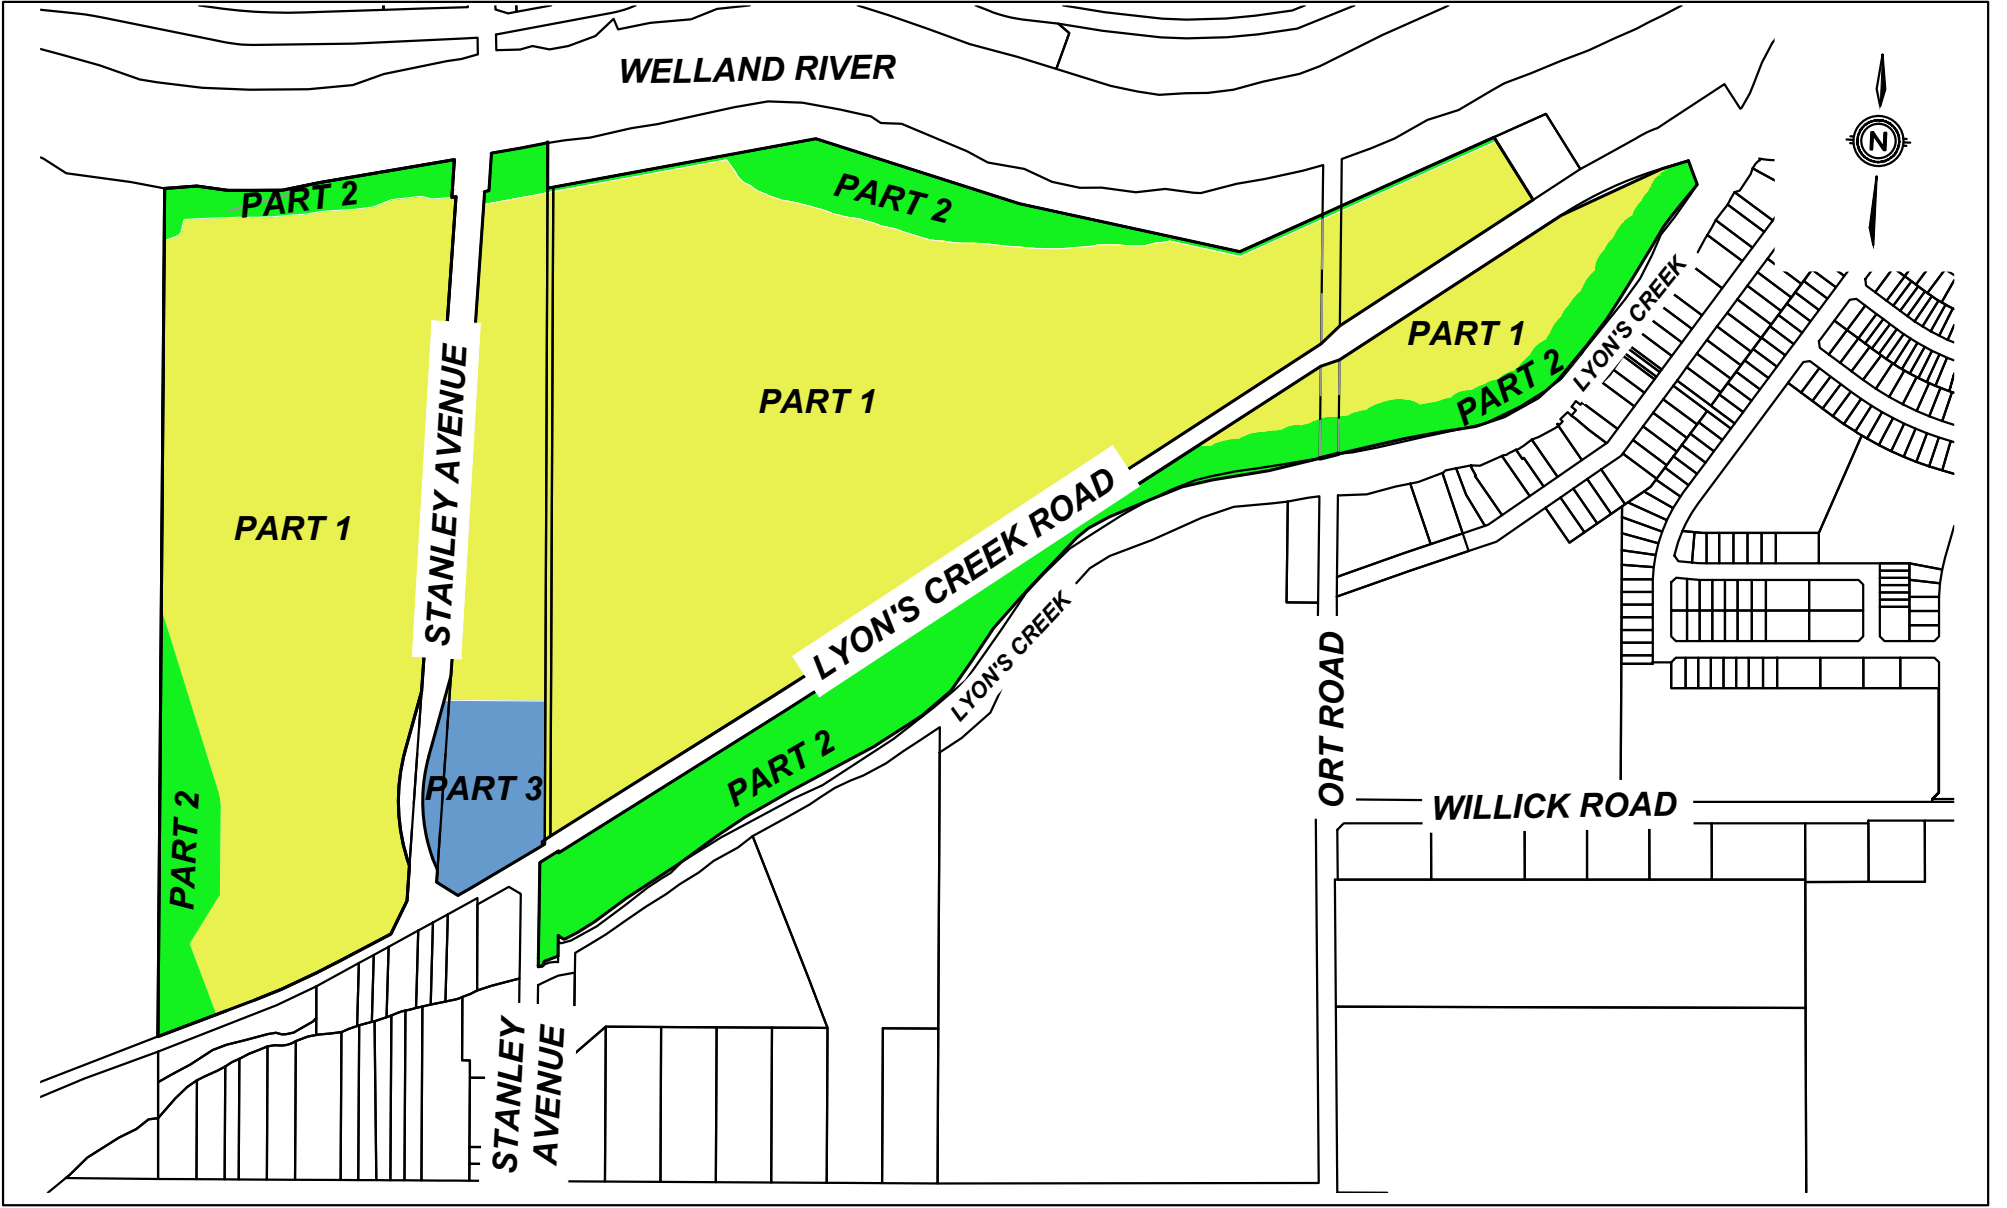 WELLAND RIVER
N
PART 2
PART 2
LYON'S CREEK
PART 1
PART 2
STANLEY AVENUE
PART 1
PART 1
LYON'S CREEK ROAD
LYON'S CREEK
PART 2
PART 3
PART 2
ORT ROAD
WILLICK ROAD
STANLEY
AVENUE